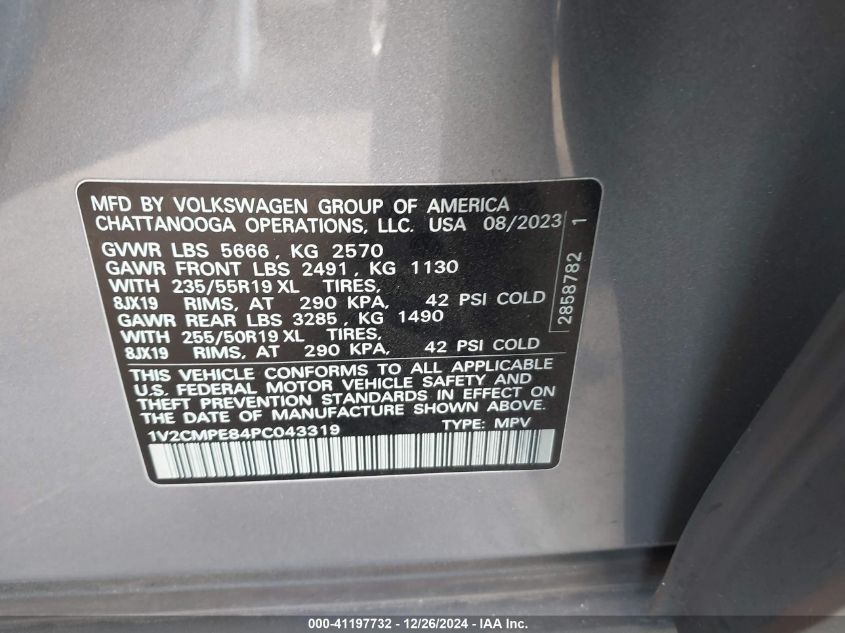 MFD BY VOLKSWAGEN GROUP OF AMERICA
CHATTANOOGA OPERATIONS, LLC. USA 08/2023 1
GVWR LBS 5666, KG 2570
GAWR FRONT LBS 2491, KG 1130
WITH 235/55R19 XL TIRES,
8JX19 RIMS, AT 290 KPA, 42 PSI COLD
GAWR REAR LBS 3285, KG 1490
WITH 255/50R19 XL TIRES,
8JX19 RIMS, AT 290 KPA, 42 PSI COLD
2858782
THIS VEHICLE CONFORMS TO ALL APPLICABLE
U.S. FEDERAL MOTOR VEHICLE SAFETY AND
THEFT PREVENTION STANDARDS IN EFFECT ON
THE DATE OF MANUFACTURE SHOWN ABOVE.
1V2CMPE84PC043319 TYPE: MPV
000-41197732 - 12/26/2024 - IAA Inc.